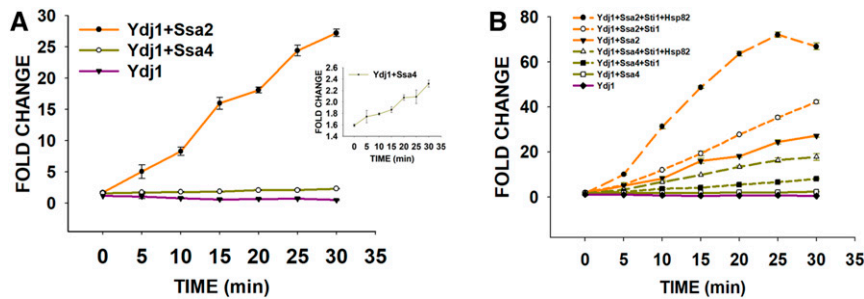 A
30
25
20
15
10
5
0
FOLD CHANGE
Ydj1+Ssa2
Ydj1+Ssa4
Ydj1
Ydj1+Ssa4
FOLD CHANGE
2.6
2.4
2.2
2.0
1.8
1.6
1.4
0 5 10 15 20 25 30
TIME (min)
0 5 10 15 20 25 30 35
TIME (min)
B
80
60
40
20
0
FOLD CHANGE
Ydj1+Ssa2+Sti1+Hsp82
Ydj1+Ssa2+Sti1
Ydj1+Ssa2
Ydj1+Ssa4+Sti1+Hsp82
Ydj1+Ssa4+Sti1
Ydj1+Ssa4
Ydj1
0 5 10 15 20 25 30 35
TIME (min)